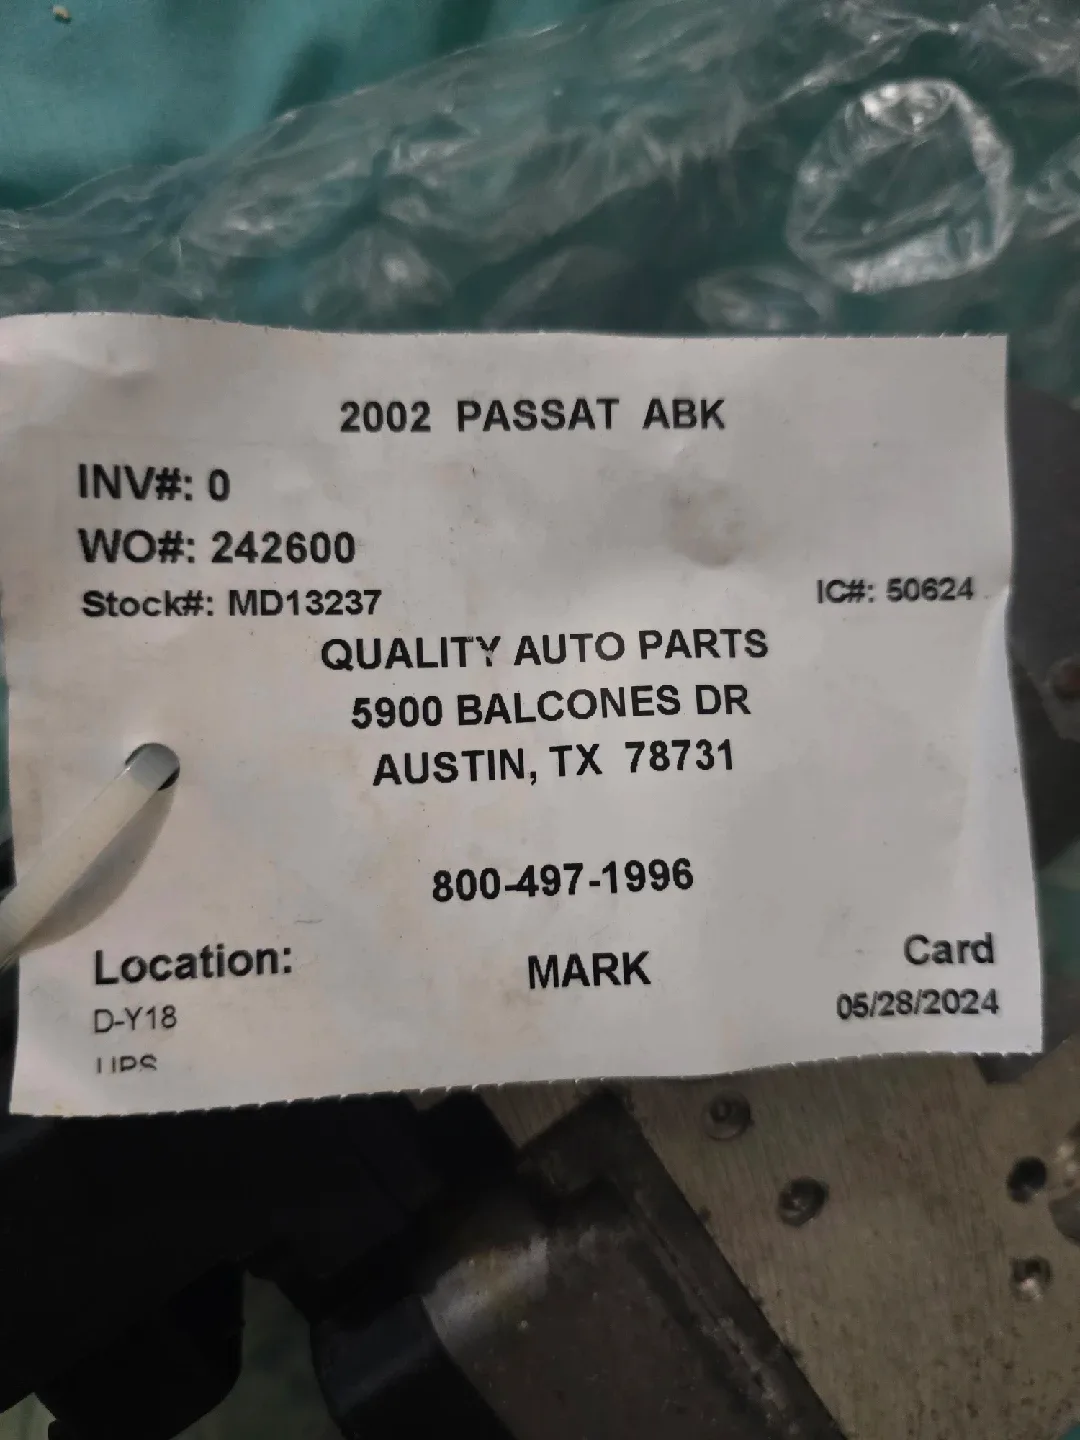 2002 PASSAT ABK
INV#: 0
WO#: 242600
Stock#: MD13237 IC#: 50624
QUALITY AUTO PARTS
5900 BALCONES DR
AUSTIN, TX 78731
800-497-1996
Location: MARK Card
D-Y18 05/28/2024
UPS